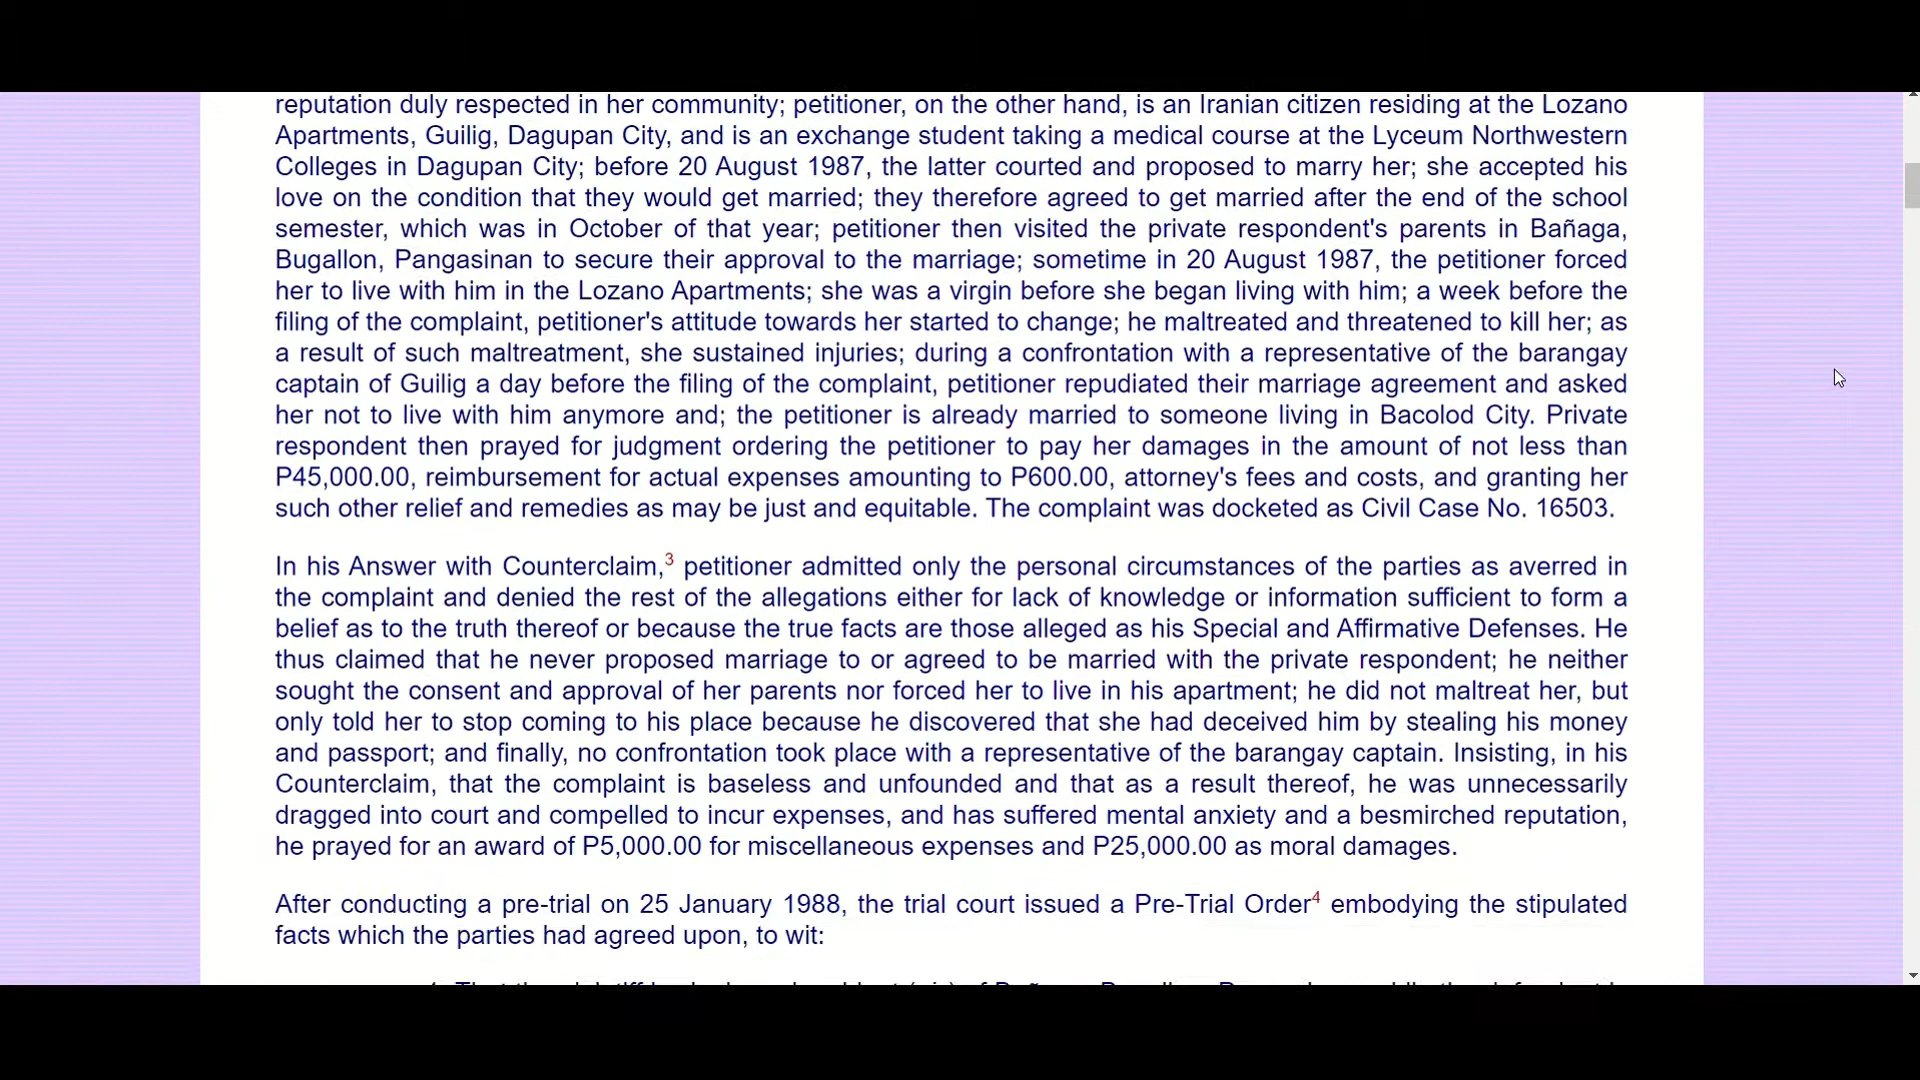 reputation duly respected in her community; petitioner, on the other hand, is an Iranian citizen residing at the Lozano
Apartments, Guilig, Dagupan City, and is an exchange student taking a medical course at the Lyceum Northwestern
Colleges in Dagupan City; before 20 August 1987, the latter courted and proposed to marry her; she accepted his
love on the condition that they would get married; they therefore agreed to get married after the end of the school
semester, which was in October of that year; petitioner then visited the private respondent's parents in Bañaga,
Bugallon, Pangasinan to secure their approval to the marriage; sometime in 20 August 1987, the petitioner forced
her to live with him in the Lozano Apartments; she was a virgin before she began living with him; a week before the
filing of the complaint, petitioner's attitude towards her started to change; he maltreated and threatened to kill her; as
a result of such maltreatment, she sustained injuries; during a confrontation with a representative of the barangay
captain of Guilig a day before the filing of the complaint, petitioner repudiated their marriage agreement and asked
her not to live with him anymore and; the petitioner is already married to someone living in Bacolod City. Private
respondent then prayed for judgment ordering the petitioner to pay her damages in the amount of not less than
P45,000.00, reimbursement for actual expenses amounting to P600.00, attorney's fees and costs, and granting her
such other relief and remedies as may be just and equitable. The complaint was docketed as Civil Case No. 16503.
In his Answer with Counterclaim,3 petitioner admitted only the personal circumstances of the parties as averred in
the complaint and denied the rest of the allegations either for lack of knowledge or information sufficient to form a
belief as to the truth thereof or because the true facts are those alleged as his Special and Affirmative Defenses. He
thus claimed that he never proposed marriage to or agreed to be married with the private respondent; he neither
sought the consent and approval of her parents nor forced her to live in his apartment; he did not maltreat her, but
only told her to stop coming to his place because he discovered that she had deceived him by stealing his money
and passport; and finally, no confrontation took place with a representative of the barangay captain. Insisting, in his
Counterclaim, that the complaint is baseless and unfounded and that as a result thereof, he was unnecessarily
dragged into court and compelled to incur expenses, and has suffered mental anxiety and a besmirched reputation,
he prayed for an award of P5,000.00 for miscellaneous expenses and P25,000.00 as moral damages.
After conducting a pre-trial on 25 January 1988, the trial court issued a Pre-Trial Order4 embodying the stipulated
facts which the parties had agreed upon, to wit: